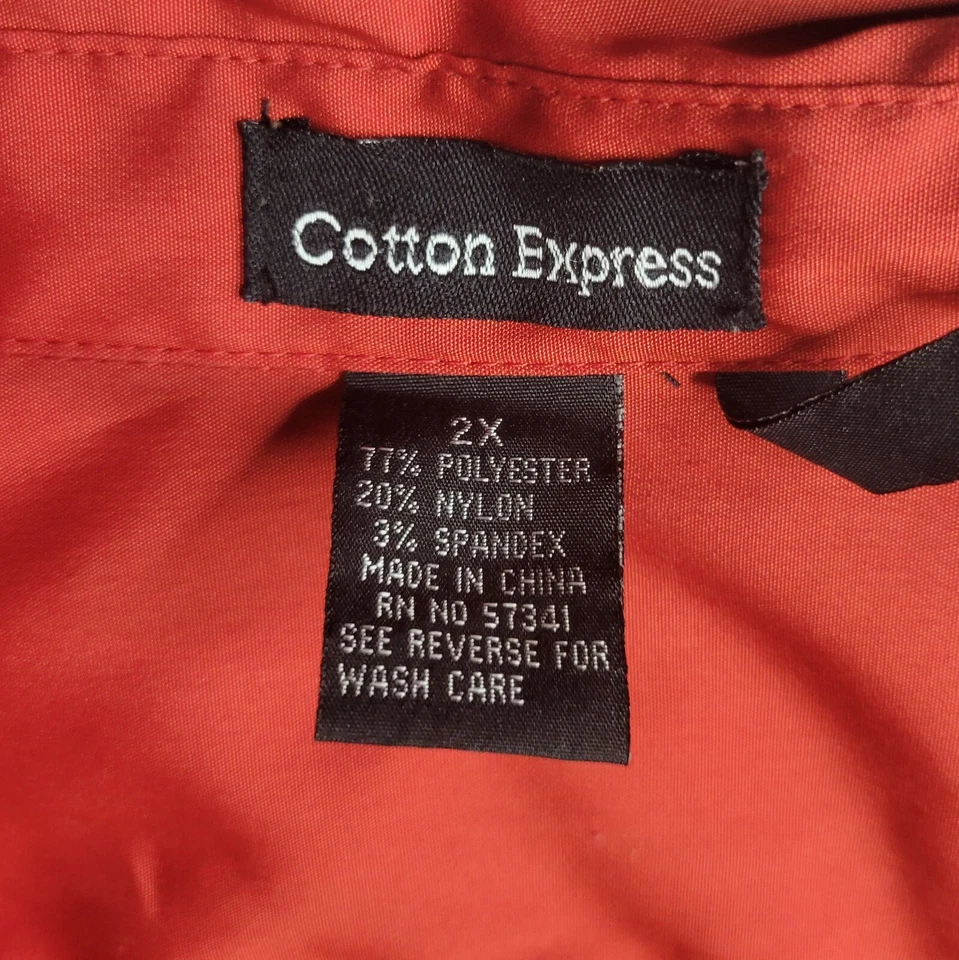 Cotton Express
2X
77% POLYESTER
20% NYLON
3% SPANDEX
MADE IN CHINA
RN NO 57341
SEE REVERSE FOR
WASH CARE